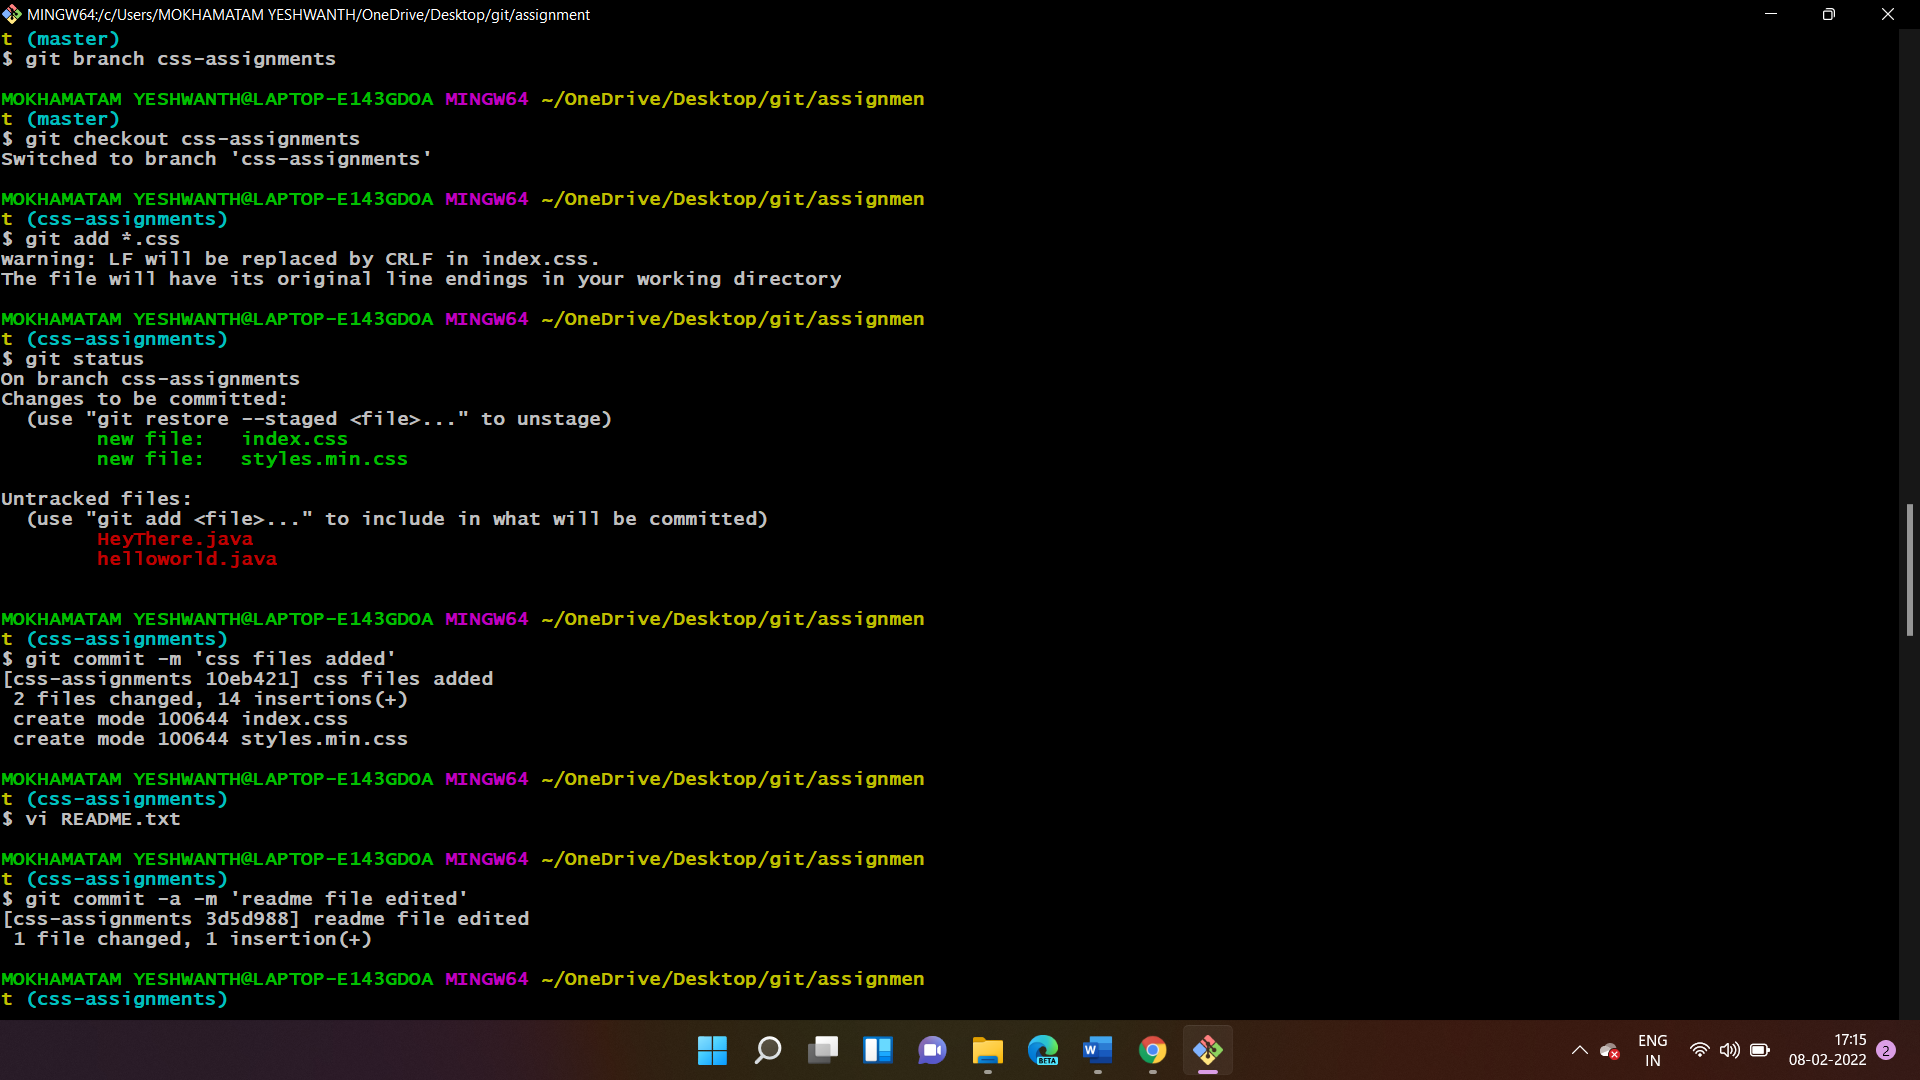 MINGW64:/c/Users/MOKHAMATAM YESHWANTH/OneDrive/Desktop/git/assignment
t (master)
$ git branch css-assignments
MOKHAMATAM YESHWANTH@LAPTOP-E143GDOA MINGW64 ~/OneDrive/Desktop/git/assignmen
t (master)
$ git checkout css-assignments
Switched to branch 'css-assignments'
MOKHAMATAM YESHWANTH@LAPTOP-E143GDOA MINGW64 ~/OneDrive/Desktop/git/assignmen
t (css-assignments)
$ git add *.css
warning: LF will be replaced by CRLF in index.css.
The file will have its original line endings in your working directory
MOKHAMATAM YESHWANTH@LAPTOP-E143GDOA MINGW64 ~/OneDrive/Desktop/git/assignmen
t (css-assignments)
$ git status
On branch css-assignments
Changes to be committed:
  (use "git restore --staged <file>..." to unstage)
        new file:   index.css
        new file:   styles.min.css
Untracked files:
  (use "git add <file>..." to include in what will be committed)
        HeyThere.java
        helloworld.java
MOKHAMATAM YESHWANTH@LAPTOP-E143GDOA MINGW64 ~/OneDrive/Desktop/git/assignmen
t (css-assignments)
$ git commit -m 'css files added'
[css-assignments 10eb421] css files added
 2 files changed, 14 insertions(+)
 create mode 100644 index.css
 create mode 100644 styles.min.css
MOKHAMATAM YESHWANTH@LAPTOP-E143GDOA MINGW64 ~/OneDrive/Desktop/git/assignmen
t (css-assignments)
$ vi README.txt
MOKHAMATAM YESHWANTH@LAPTOP-E143GDOA MINGW64 ~/OneDrive/Desktop/git/assignmen
t (css-assignments)
$ git commit -a -m 'readme file edited'
[css-assignments 3d5d988] readme file edited
 1 file changed, 1 insertion(+)
MOKHAMATAM YESHWANTH@LAPTOP-E143GDOA MINGW64 ~/OneDrive/Desktop/git/assignmen
t (css-assignments)
BETA
W
ENG
IN
17:15
08-02-2022
2